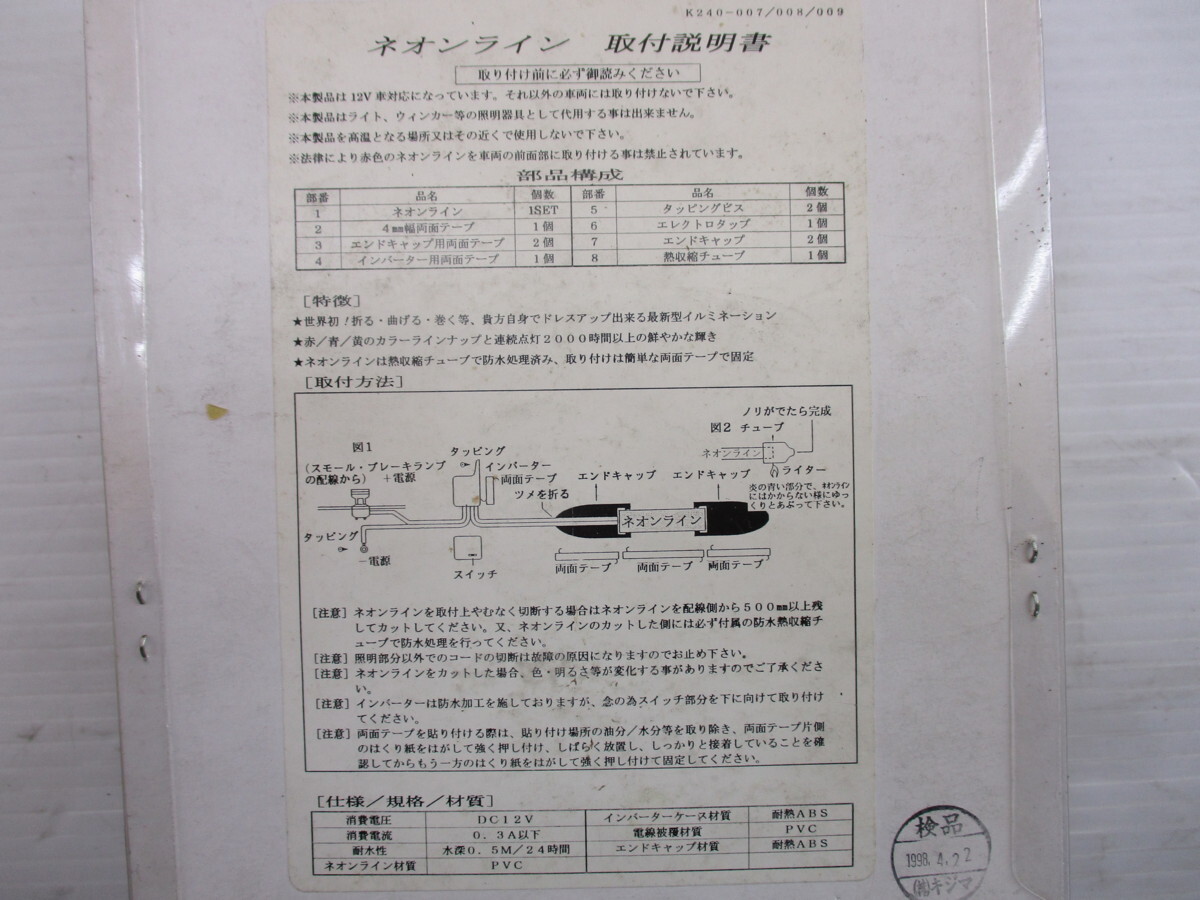 K240-007/008/009
ネオンライン 取付説明書
取り付け前に必ず御読みください
※本製品は12V車対応になっています。それ以外の車両には取り付けないで下さい。
※本製品はライト、ウィンカー等の照明器具として代用する事は出来ません。
※本製品を高温となる場所又はその近くで使用しないで下さい。
※法律により赤色のネオンラインを車両の前面部に取り付ける事は禁止されています。
部品構成
部番 品名 個数 部番 品名 個数
1 ネオンライン 1SET 5 タッピングビス 2個
2 4mm幅両面テープ 1個 6 エレクトロタップ 1個
3 エンドキャップ用両面テープ 2個 7 エンドキャップ 2個
4 インバーター用両面テープ 1個 8 熱収縮チューブ 1個
[特徴]
★世界初!折る・曲げる・巻く等、貴方自身でドレスアップ出来る最新型イルミネーション
★赤/青/黄のカラーラインナップと連続点灯2000時間以上の鮮やかな輝き
★ネオンラインは熱収縮チューブで防水処理済み、取り付けは簡単な両面テープで固定
[取付方法]
ノリがでたら完成
図2 チューブ
ネオンライン
ライター
炎の青い部分で、ネオンライン
にはかからない様にゆっ
くりとあぶって下さい。
図1
(スモール・ブレーキランプ
の配線から) +電源
タッピング
インバーター
両面テープ
ツメを折る
エンドキャップ
エンドキャップ
ネオンライン
タッピング
-電源
スイッチ
両面テープ
両面テープ
両面テープ
[注意] ネオンラインを取付上やむなく切断する場合はネオンラインを配線側から500mm以上残
してカットしてください。又、ネオンラインのカットした側には必ず付属の防水熱収縮チ
ューブで防水処理を行ってください。
[注意] 照明部分以外でのコードの切断は故障の原因になりますのでお止め下さい。
[注意] ネオンラインをカットした場合、色・明るさ等が変化する事がありますのでご了承くださ
い。
[注意] インバーターは防水加工を施しておりますが、念の為スイッチ部分を下に向けて取り付け
てください。
[注意] 両面テープを貼り付ける際は、貼り付け場所の油分/水分等を取り除き、両面テープ片側
のはくり紙をはがして強く押し付け、しばらく放置し、しっかりと接着していることを確
認してからもう一方のはくり紙をはがして強く押し付けて固定してください。
[仕様/規格/材質]
消費電圧 DC12V インバーターケース材質 耐熱ABS
消費電流 0.3A以下 電線被覆材質 PVC
耐水性 水深0.5M/24時間 エンドキャップ材質 耐熱ABS
ネオンライン材質 PVC
検品
1998.4.22
(株)キジマ